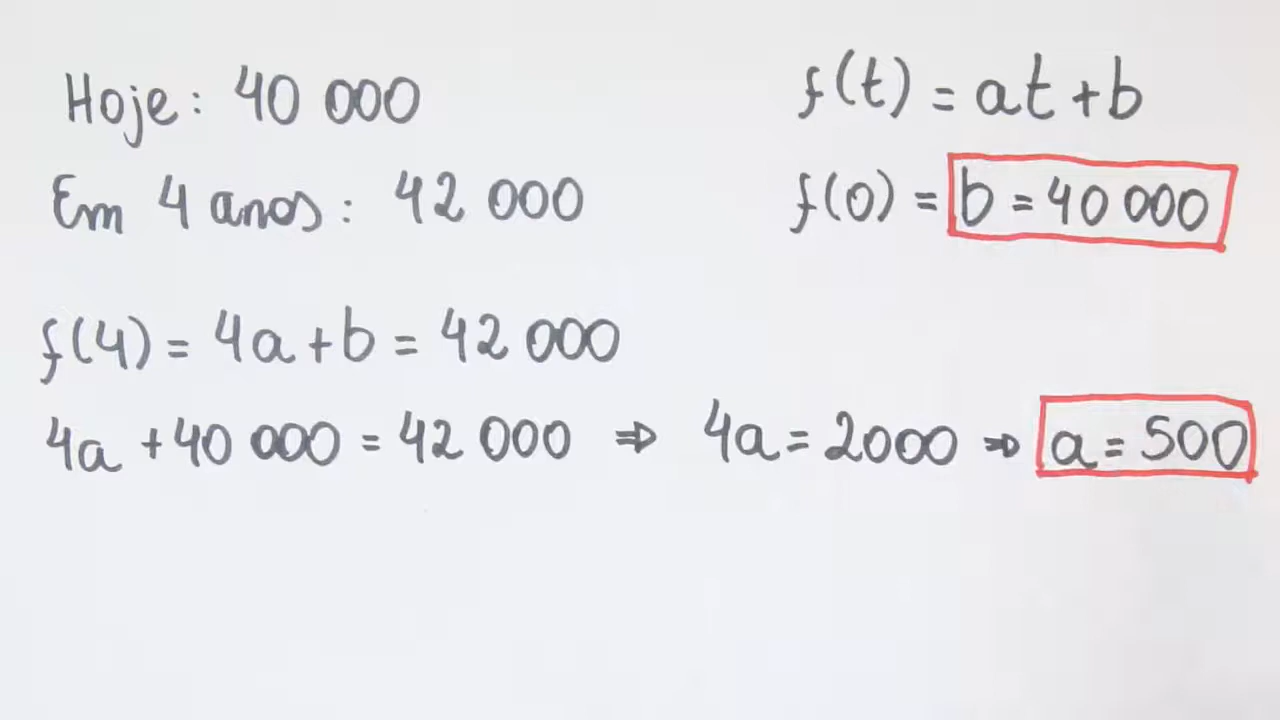 Hoje: 40 000
f(t) = at + b
Em 4 anos: 42 000
f(0) = b = 40 000
f(4) = 4a + b = 42 000
4a + 40 000 = 42 000 ⇒ 4a = 2000 ⇒ a = 500